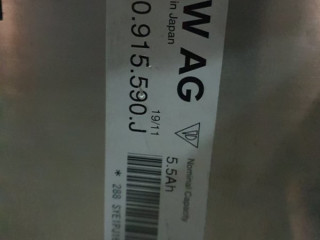 W AG
in Japan
0.915.590.J
19/11
Nominal Capacity
5.5Ah